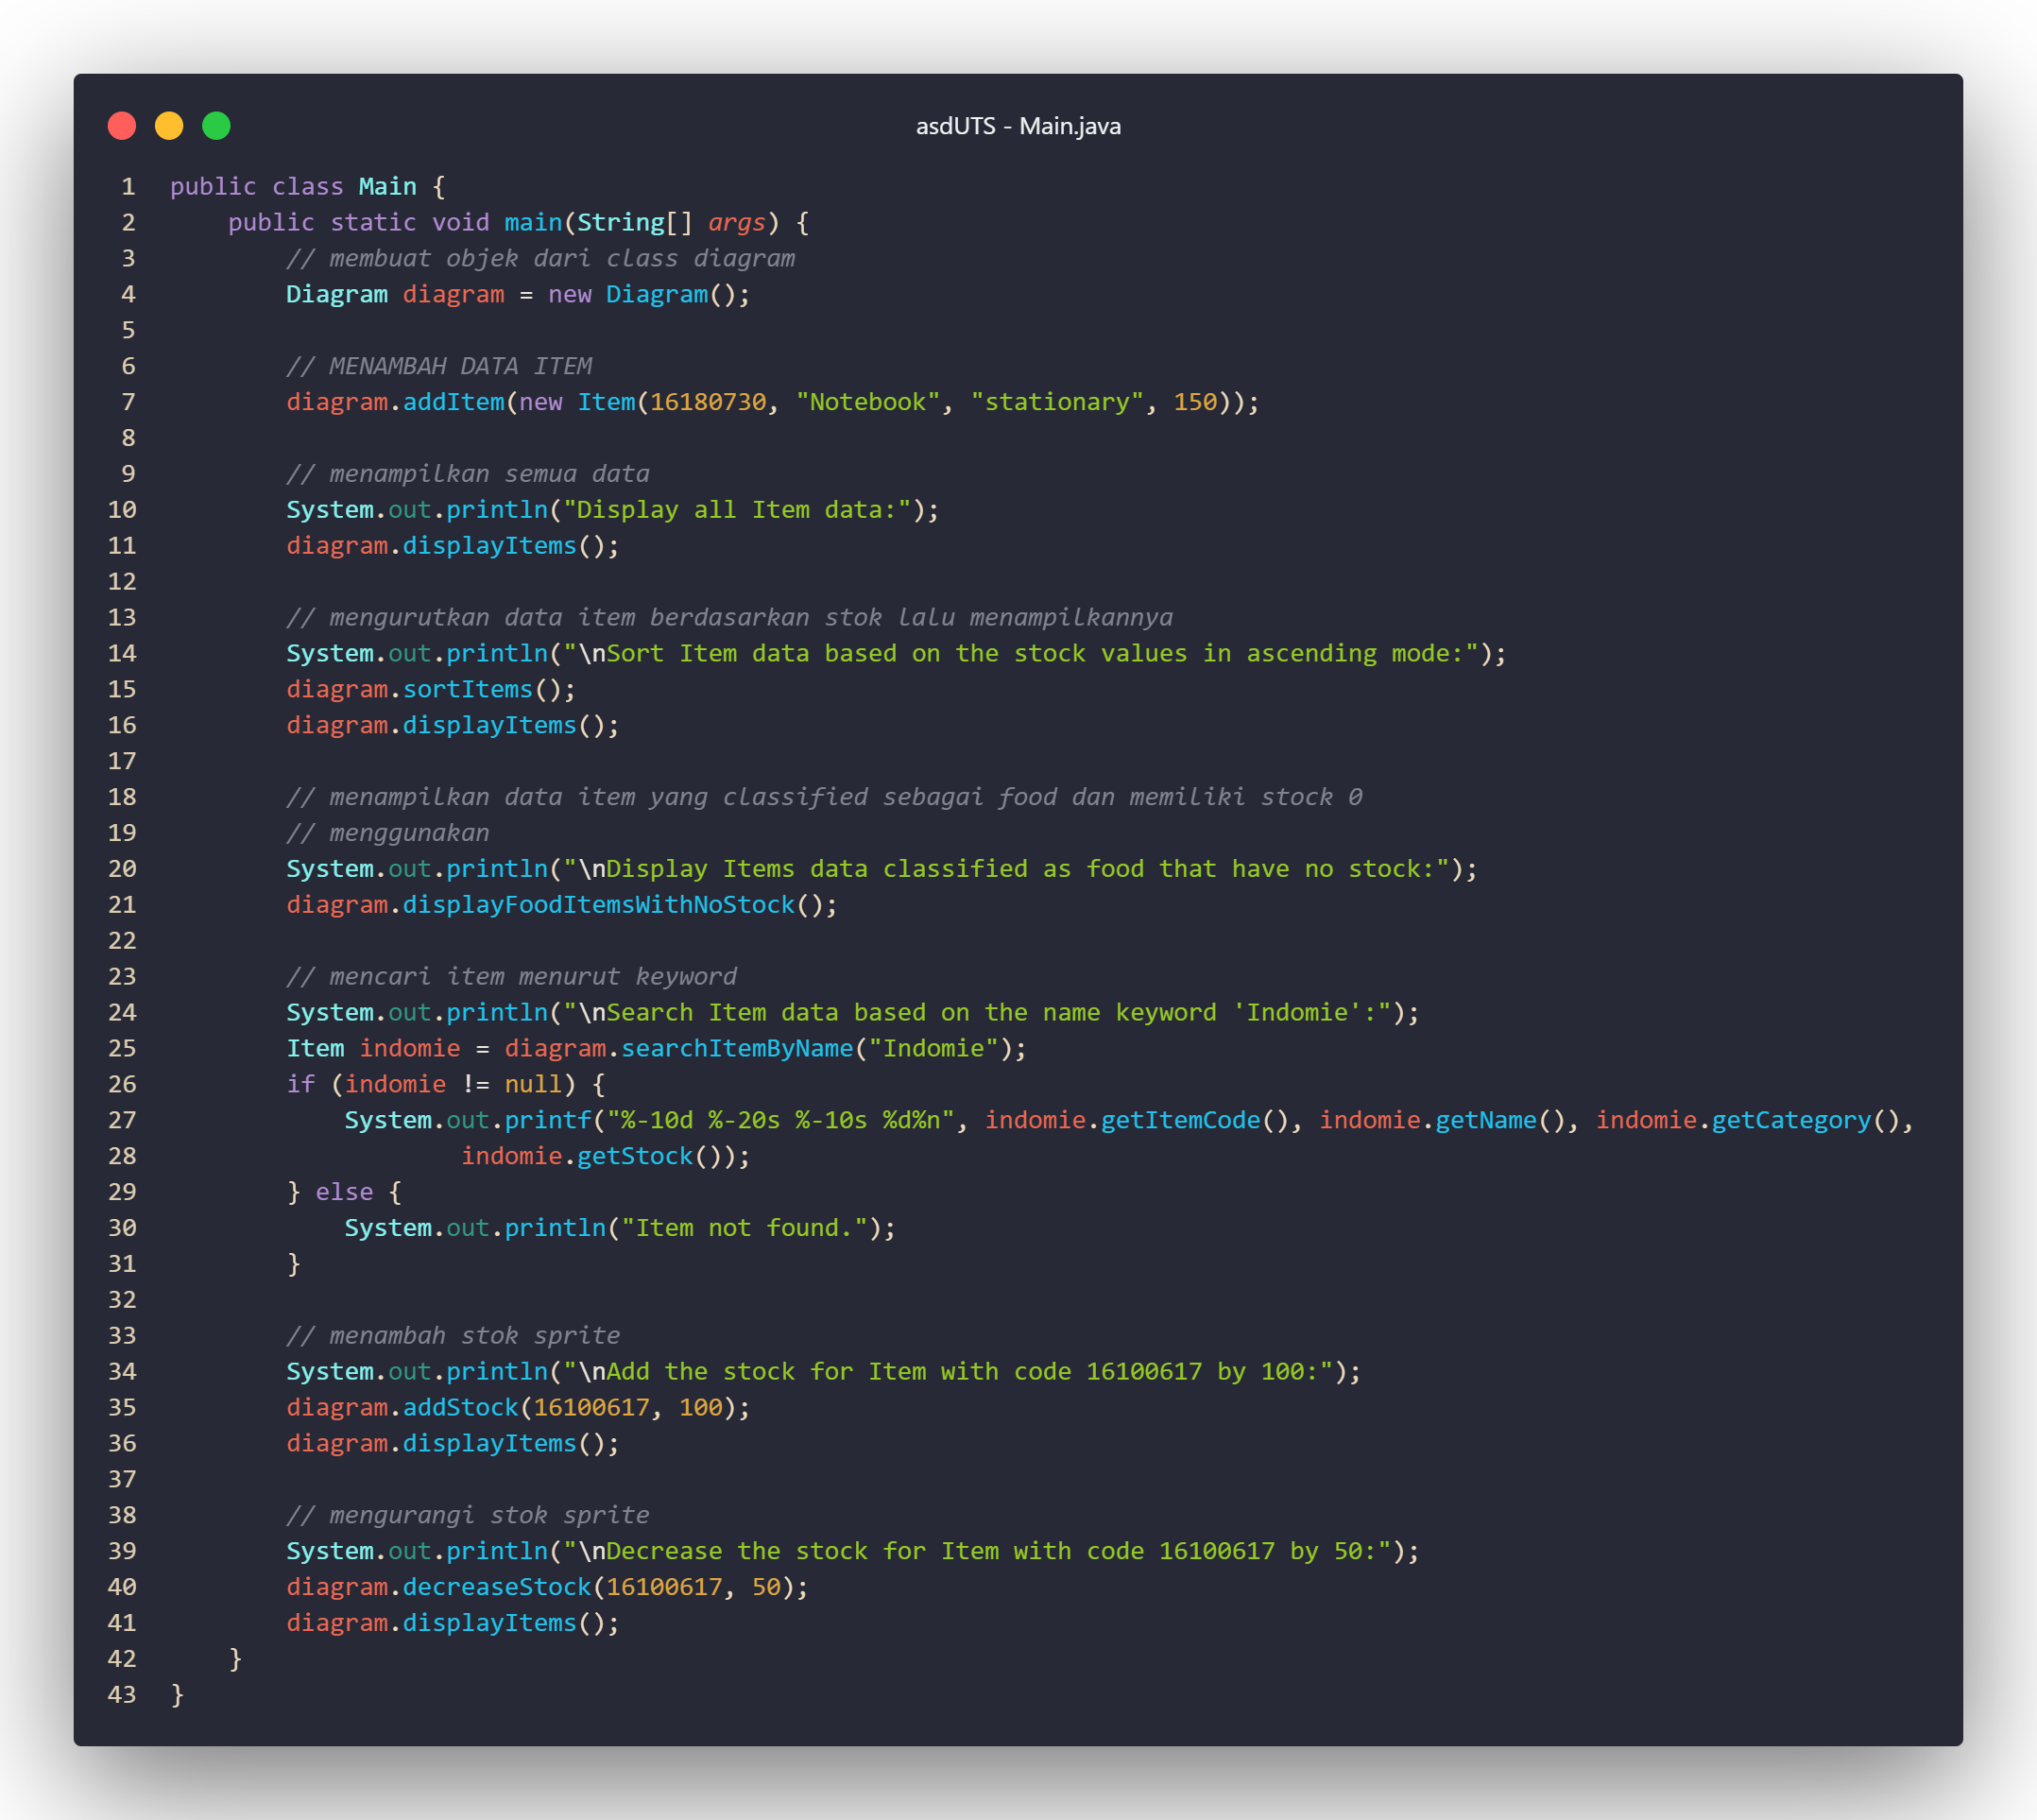 asdUTS - Main.java
1 public class Main {
2     public static void main(String[] args) {
3         // membuat objek dari class diagram
4         Diagram diagram = new Diagram();
5
6         // MENAMBAH DATA ITEM
7         diagram.addItem(new Item(16180730, "Notebook", "stationary", 150));
8
9         // menampilkan semua data
10         System.out.println("Display all Item data:");
11         diagram.displayItems();
12
13         // mengurutkan data item berdasarkan stok lalu menampilkannya
14         System.out.println("\nSort Item data based on the stock values in ascending mode:");
15         diagram.sortItems();
16         diagram.displayItems();
17
18         // menampilkan data item yang classified sebagai food dan memiliki stock 0
19         // menggunakan
20         System.out.println("\nDisplay Items data classified as food that have no stock:");
21         diagram.displayFoodItemsWithNoStock();
22
23         // mencari item menurut keyword
24         System.out.println("\nSearch Item data based on the name keyword 'Indomie':");
25         Item indomie = diagram.searchItemByName("Indomie");
26         if (indomie != null) {
27             System.out.printf("%-10d %-20s %-10s %d%n", indomie.getItemCode(), indomie.getName(), indomie.getCategory(),
28                     indomie.getStock());
29         } else {
30             System.out.println("Item not found.");
31         }
32
33         // menambah stok sprite
34         System.out.println("\nAdd the stock for Item with code 16100617 by 100:");
35         diagram.addStock(16100617, 100);
36         diagram.displayItems();
37
38         // mengurangi stok sprite
39         System.out.println("\nDecrease the stock for Item with code 16100617 by 50:");
40         diagram.decreaseStock(16100617, 50);
41         diagram.displayItems();
42     }
43 }